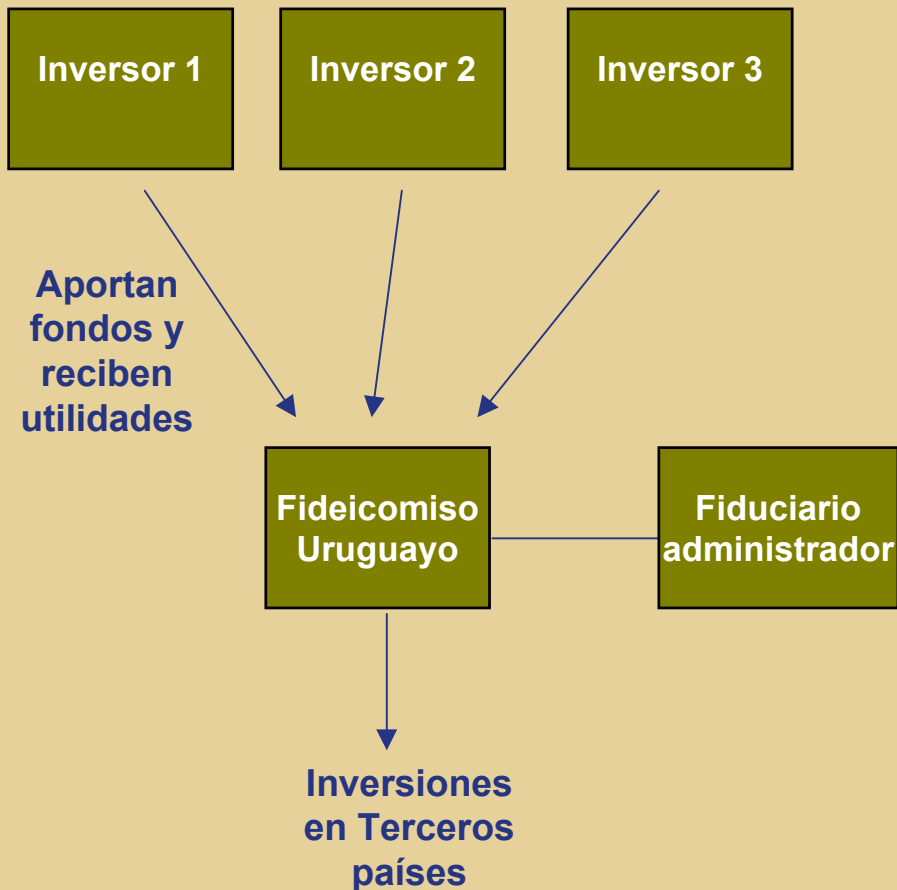 Inversor 1
Inversor 2
Inversor 3
Aportan
fondos y
reciben
utilidades
Fideicomiso
Uruguayo
Fiduciario
administrador
Inversiones
en Terceros
países